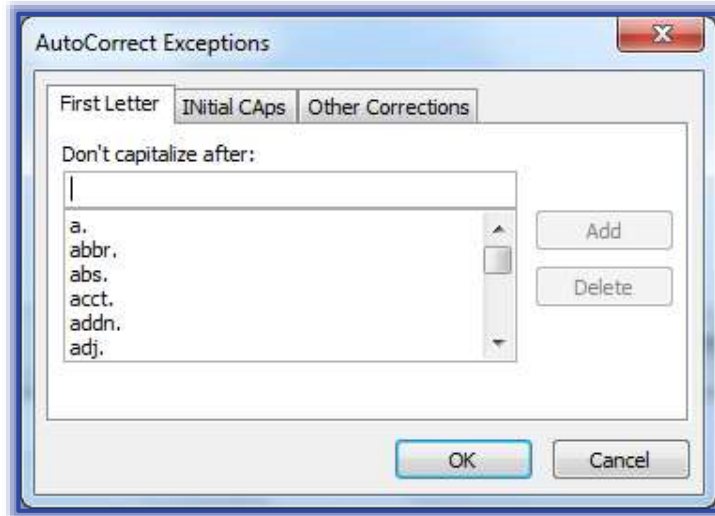 AutoCorrect Exceptions
First Letter INitial CAps Other Corrections
Don't capitalize after:
a.
abbr.
abs.
acct.
addn.
adj.
Add
Delete
OK Cancel